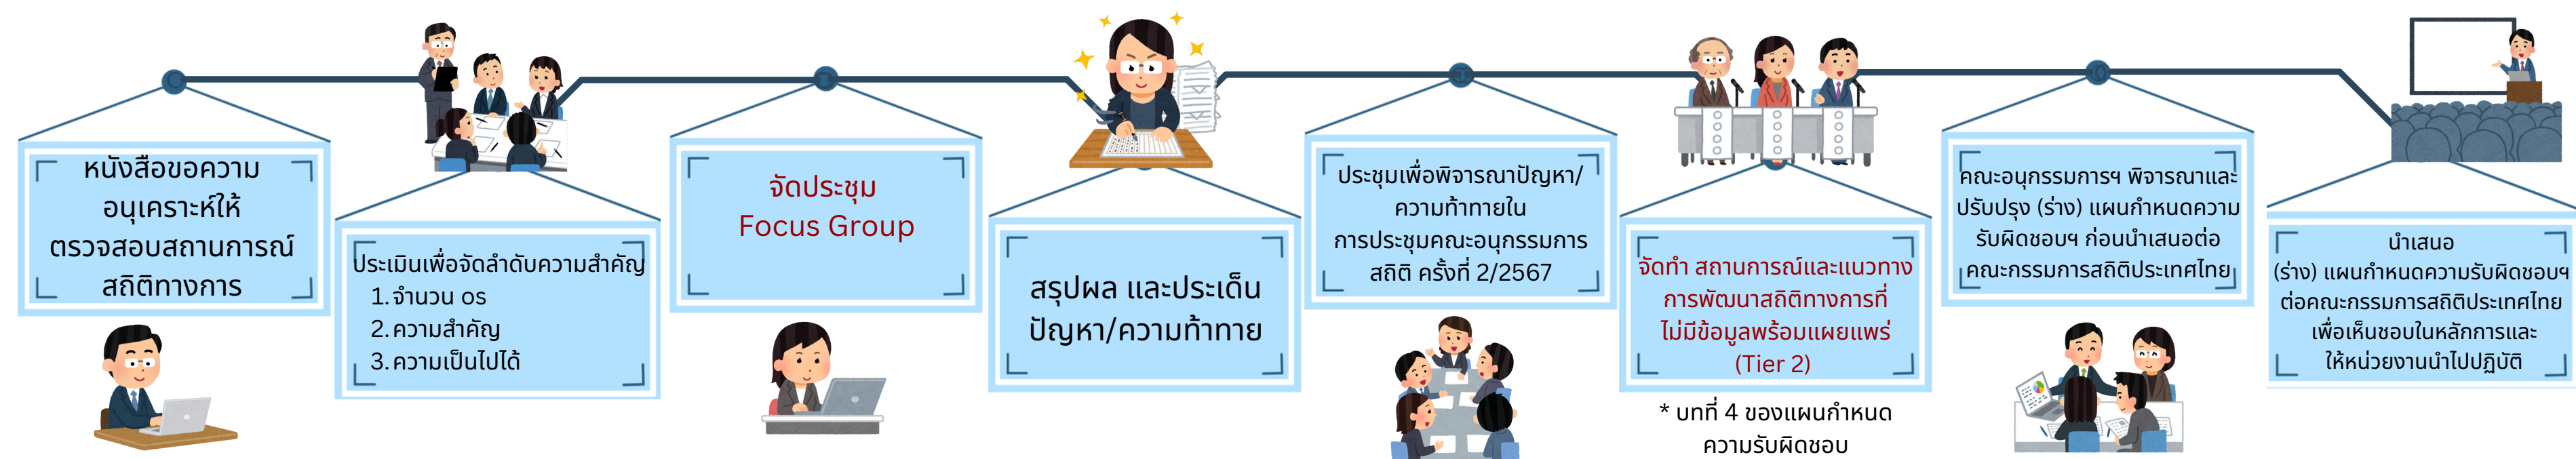 หนังสือขอความ
อนุเคราะห์ให้
ตรวจสอบสถานการณ์
สถิติทางการ
ประเมินเพื่อจัดลำดับความสำคัญ
1. จำนวน os
2. ความสำคัญ
3. ความเป็นไปได้
จัดประชุม
Focus Group
สรุปผล และประเด็น
ปัญหา/ความท้าทาย
ประชุมเพื่อพิจารณาปัญหา/
ความท้าทายใน
การประชุมคณะอนุกรรมการ
สถิติ ครั้งที่ 2/2567
จัดทำ สถานการณ์และแนวทาง
การพัฒนาสถิติทางการที่
ไม่มีข้อมูลพร้อมเผยแพร่
(Tier 2)
* บทที่ 4 ของแผนกำหนด
ความรับผิดชอบ
คณะอนุกรรมการฯ พิจารณาและ
ปรับปรุง (ร่าง) แผนกำหนดความ
รับผิดชอบฯ ก่อนนำเสนอต่อ
คณะกรรมการสถิติประเทศไทย
นำเสนอ
(ร่าง) แผนกำหนดความรับผิดชอบฯ
ต่อคณะกรรมการสถิติประเทศไทย
เพื่อเห็นชอบในหลักการและ
ให้หน่วยงานนำไปปฏิบัติ